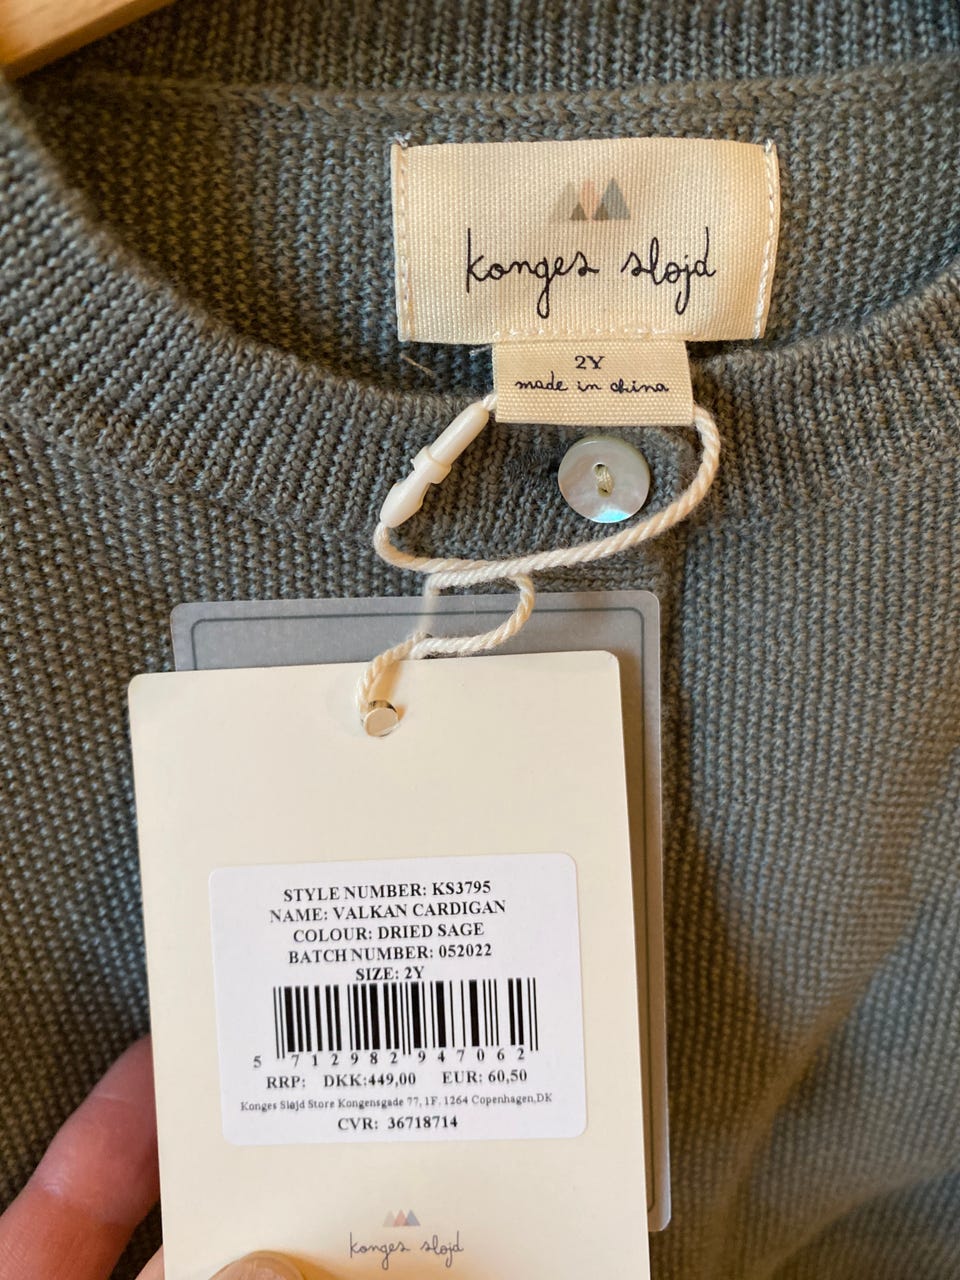 konges sløjd
2Y
made in china
STYLE NUMBER: KS3795
NAME: VALKAN CARDIGAN
COLOUR: DRIED SAGE
BATCH NUMBER: 052022
SIZE: 2Y
5 712982 947062
RRP: DKK:449,00 EUR: 60,50
Konges Sløjd Store Kongensgade 77, 1F. 1264 Copenhagen,DK
CVR: 36718714
konges sløjd